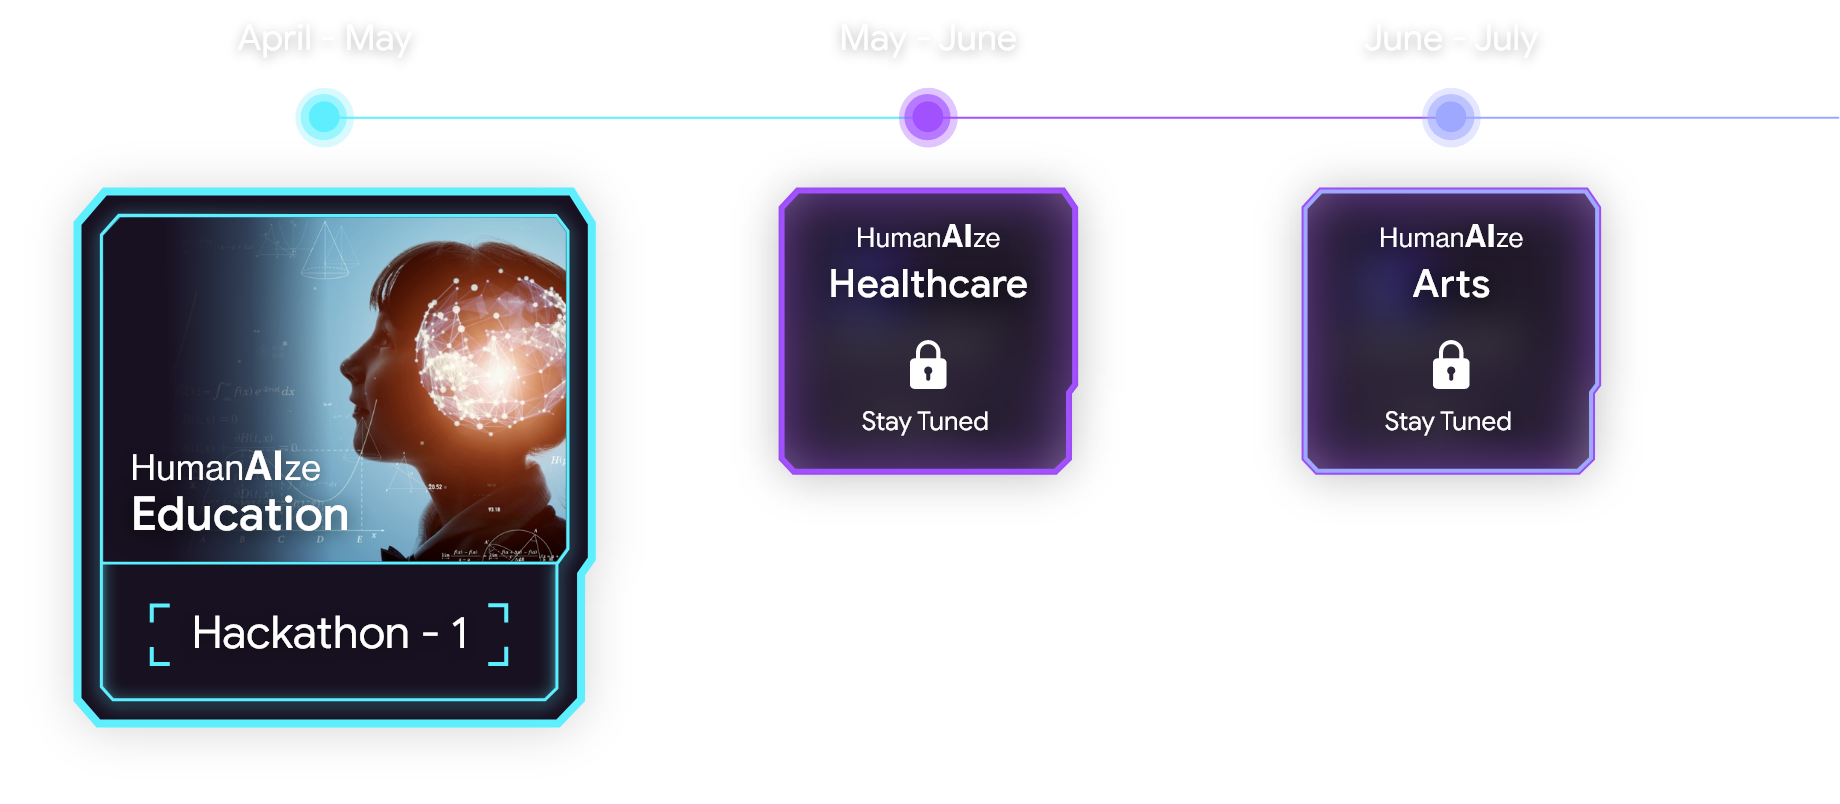 April - May
May - June
June - July
HumanAIze
Education
Hackathon - 1
HumanAIze
Healthcare
Stay Tuned
HumanAIze
Arts
Stay Tuned